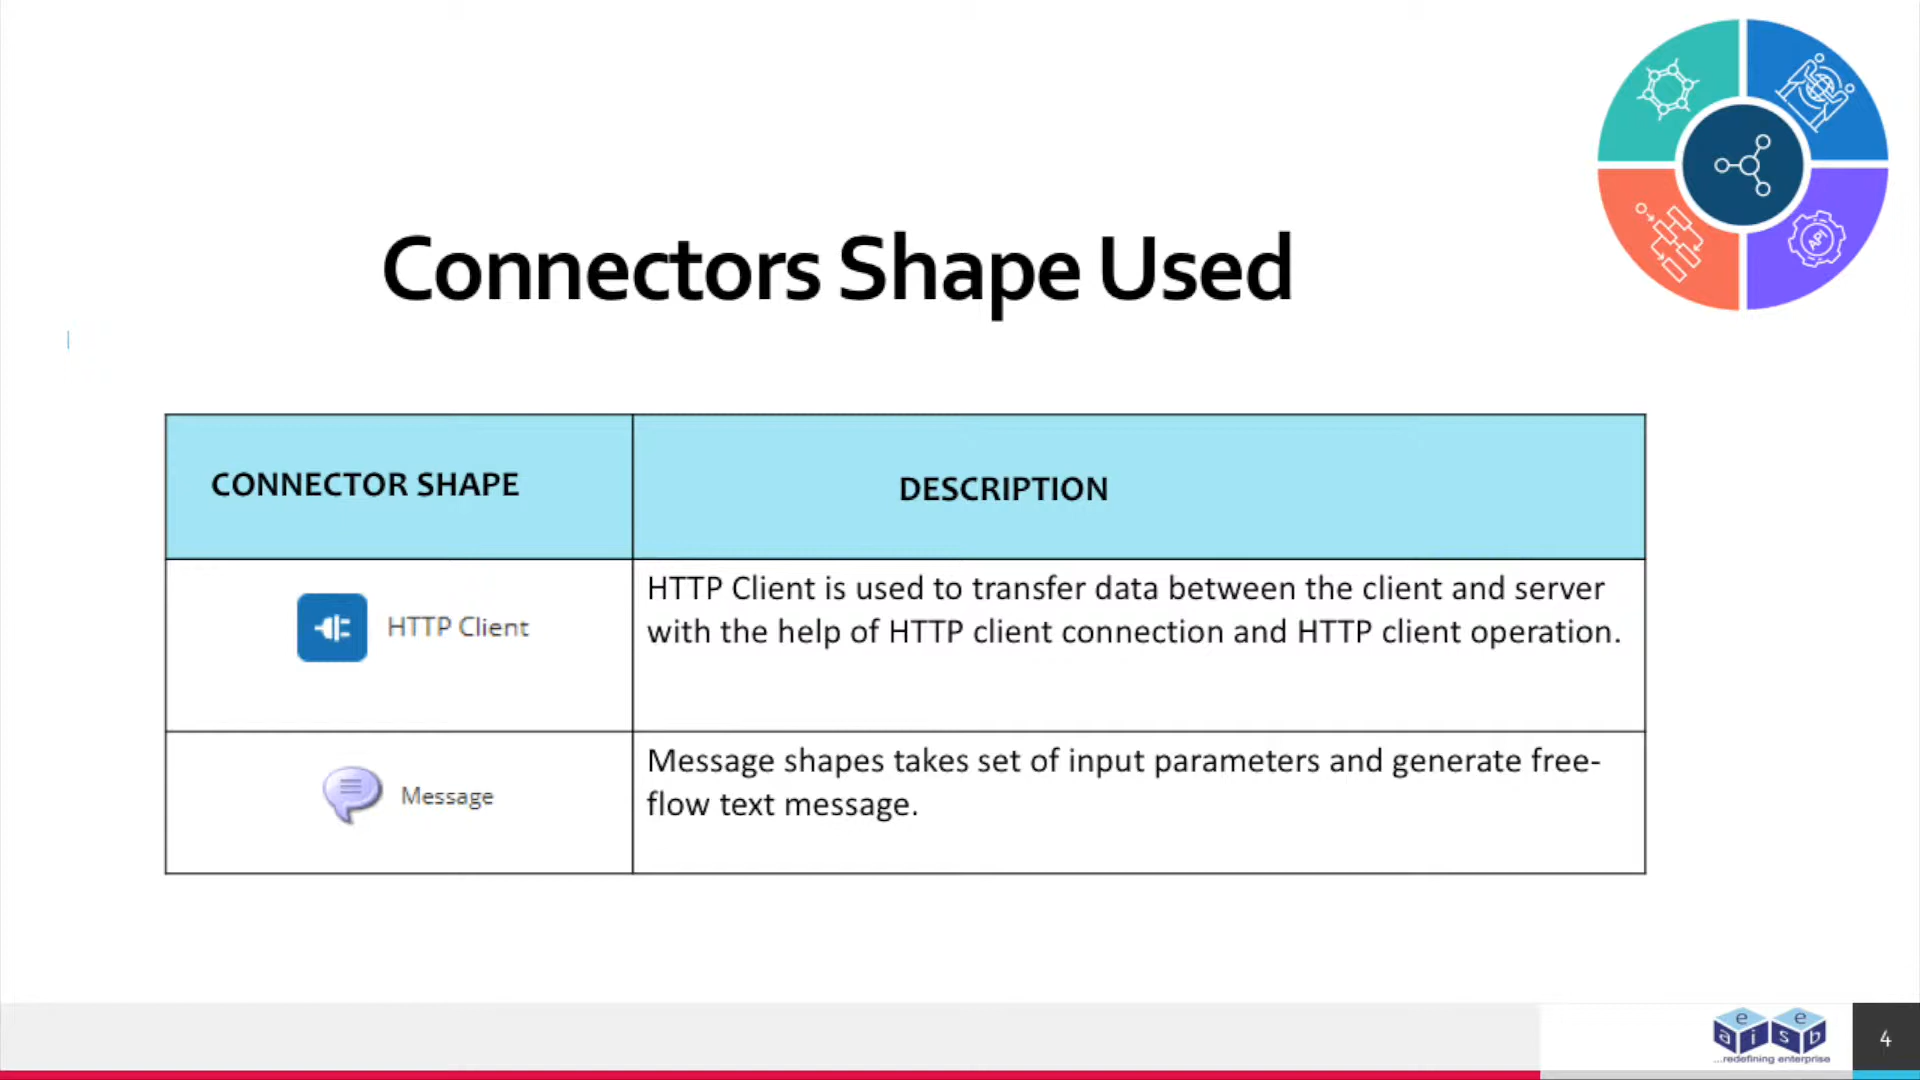 API
Connectors Shape Used
CONNECTOR SHAPE
DESCRIPTION
HTTP Client
HTTP Client is used to transfer data between the client and server
with the help of HTTP client connection and HTTP client operation.
Message
Message shapes takes set of input parameters and generate free-
flow text message.
e e
a i s b
...redefining enterprise
4